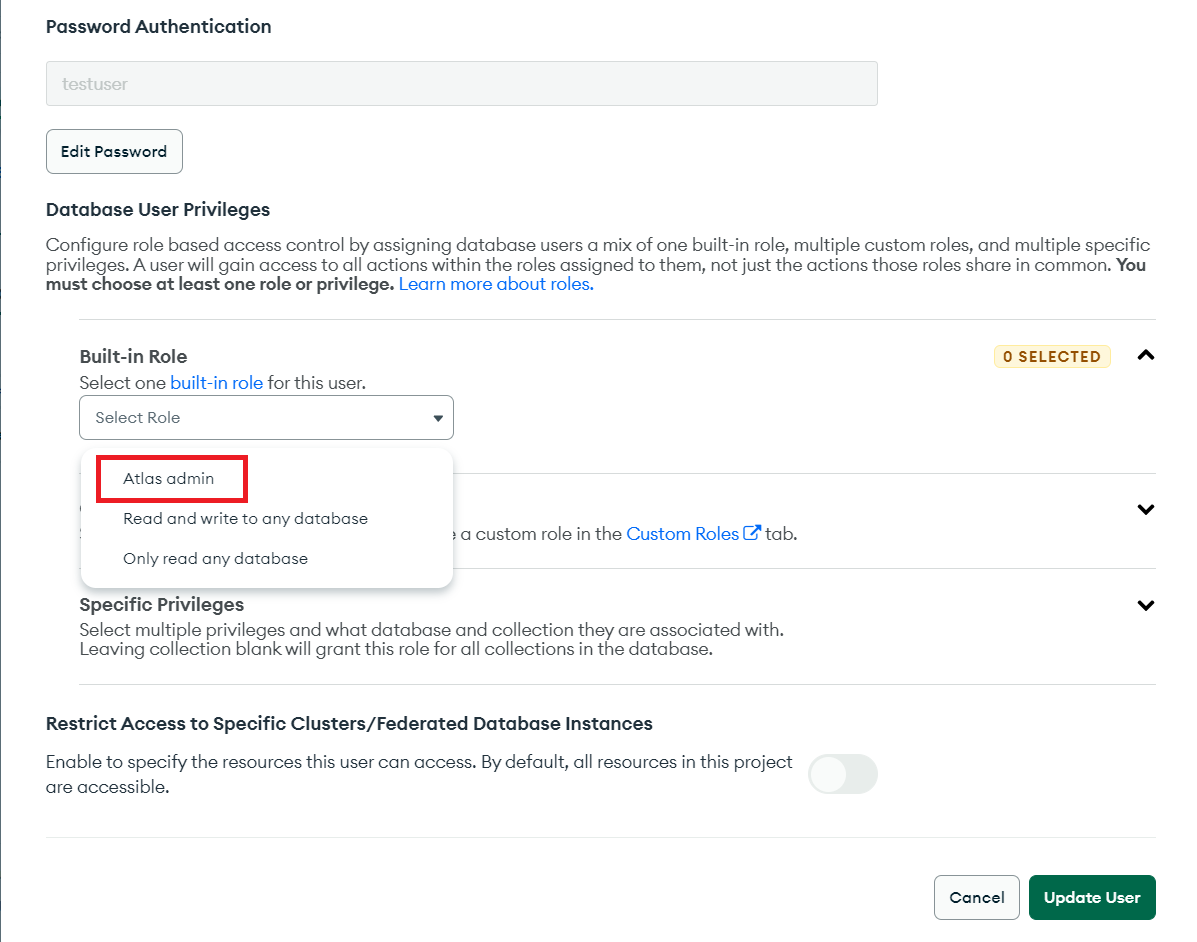 Password Authentication
testuser
Edit Password
Database User Privileges
Configure role based access control by assigning database users a mix of one built-in role, multiple custom roles, and multiple specific
privileges. A user will gain access to all actions within the roles assigned to them, not just the actions those roles share in common. You
must choose at least one role or privilege. Learn more about roles.
Built-in Role
0 SELECTED
Select one built-in role for this user.
Select Role
Atlas admin
Read and write to any database
Only read any database
a custom role in the Custom Roles tab.
Specific Privileges
Select multiple privileges and what database and collection they are associated with.
Leaving collection blank will grant this role for all collections in the database.
Restrict Access to Specific Clusters/Federated Database Instances
Enable to specify the resources this user can access. By default, all resources in this project
are accessible.
Cancel
Update User